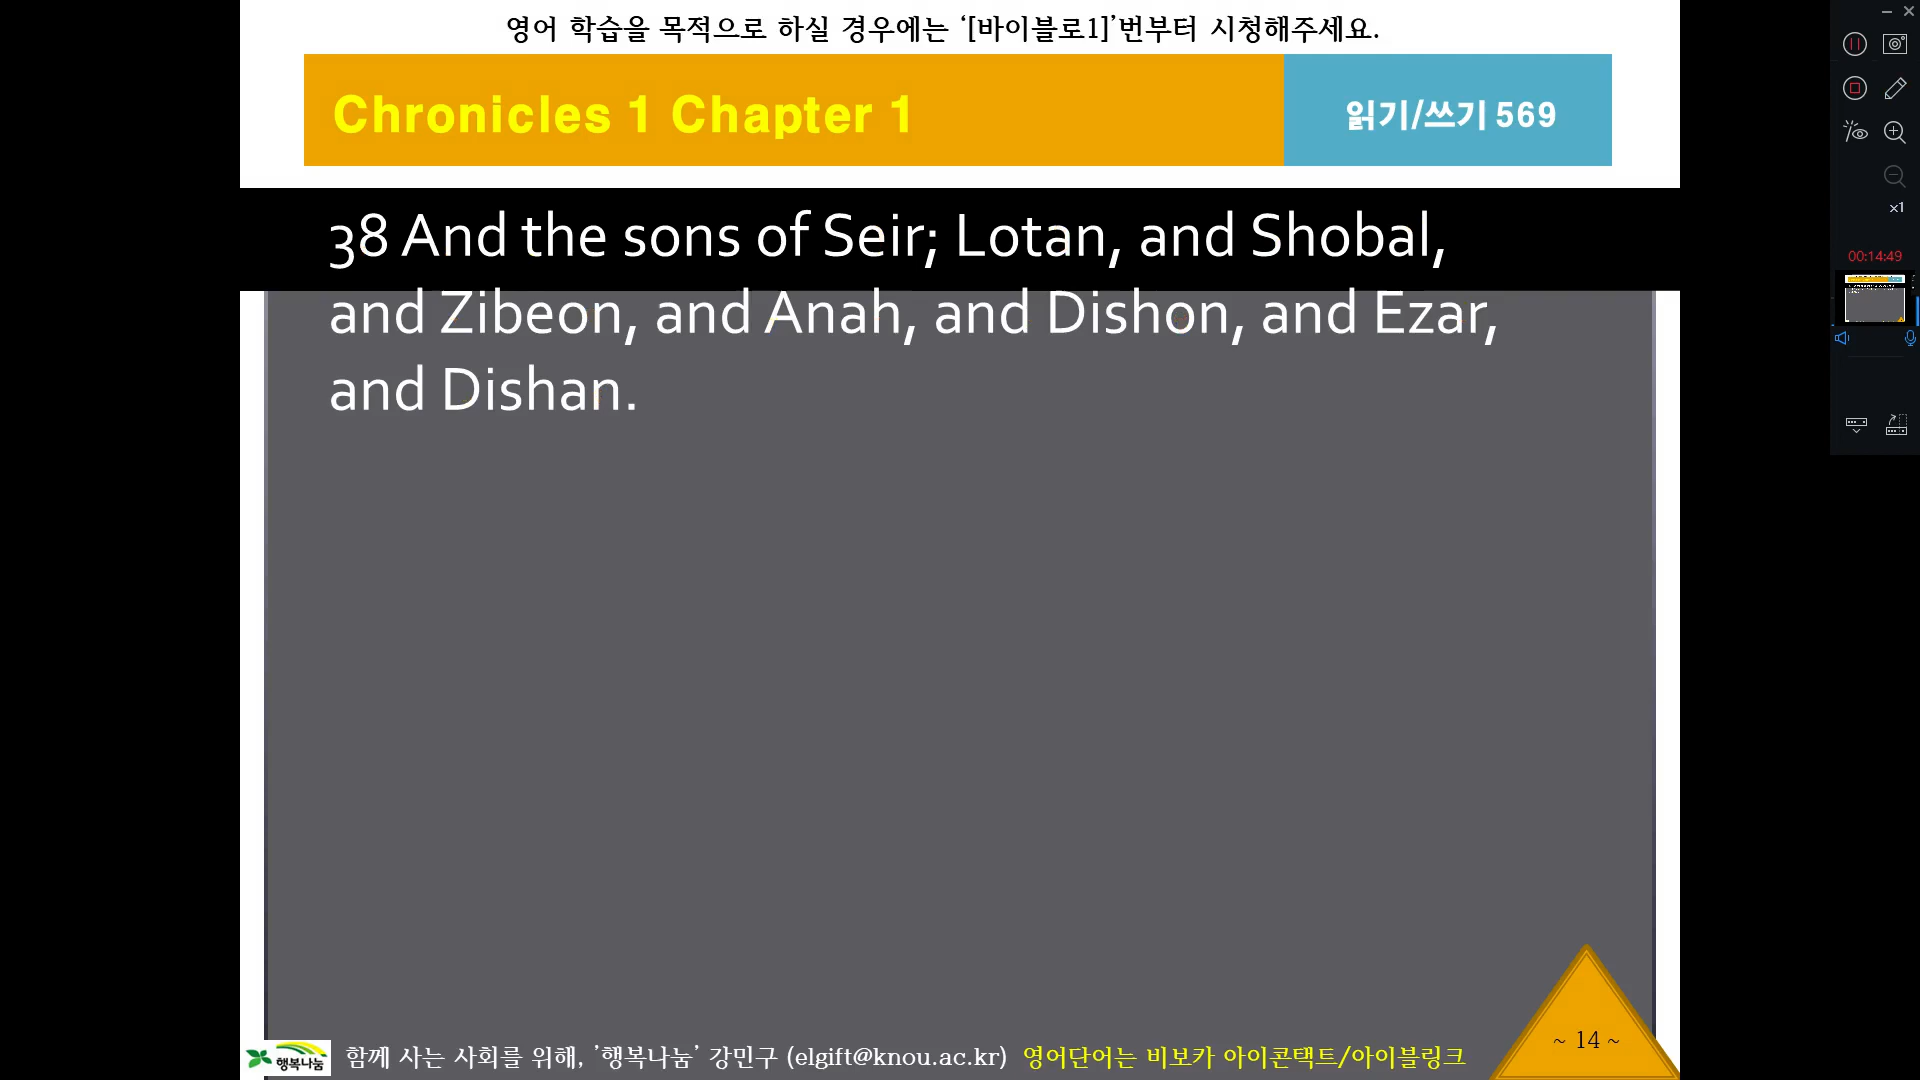 영어 학습을 목적으로 하실 경우에는 ‘[바이블로1]’번부터 시청해주세요.
Chronicles 1 Chapter 1
읽기/쓰기 569
x1
00:14:49
38 And the sons of Seir; Lotan, and Shobal,
and Zibeon, and Anah, and Dishon, and Ezar,
and Dishan.
~ 14 ~
행복나눔
함께 사는 사회를 위해, ’행복나눔’ 강민구 (elgift@knou.ac.kr) 영어단어는 비보카 아이콘택트/아이블링크